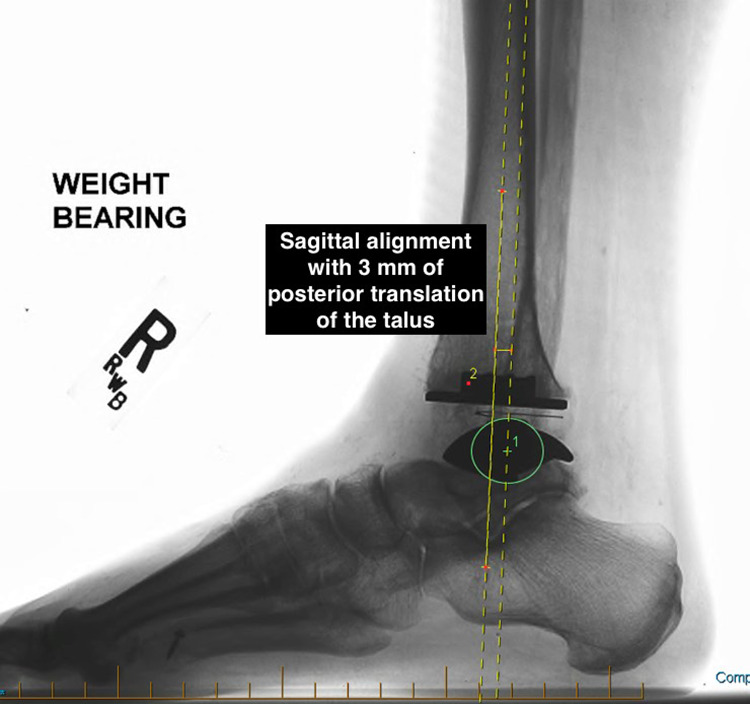 WEIGHT
BEARING
Sagittal alignment
with 3 mm of
posterior translation
of the talus
R
RWB
2
1
Comp